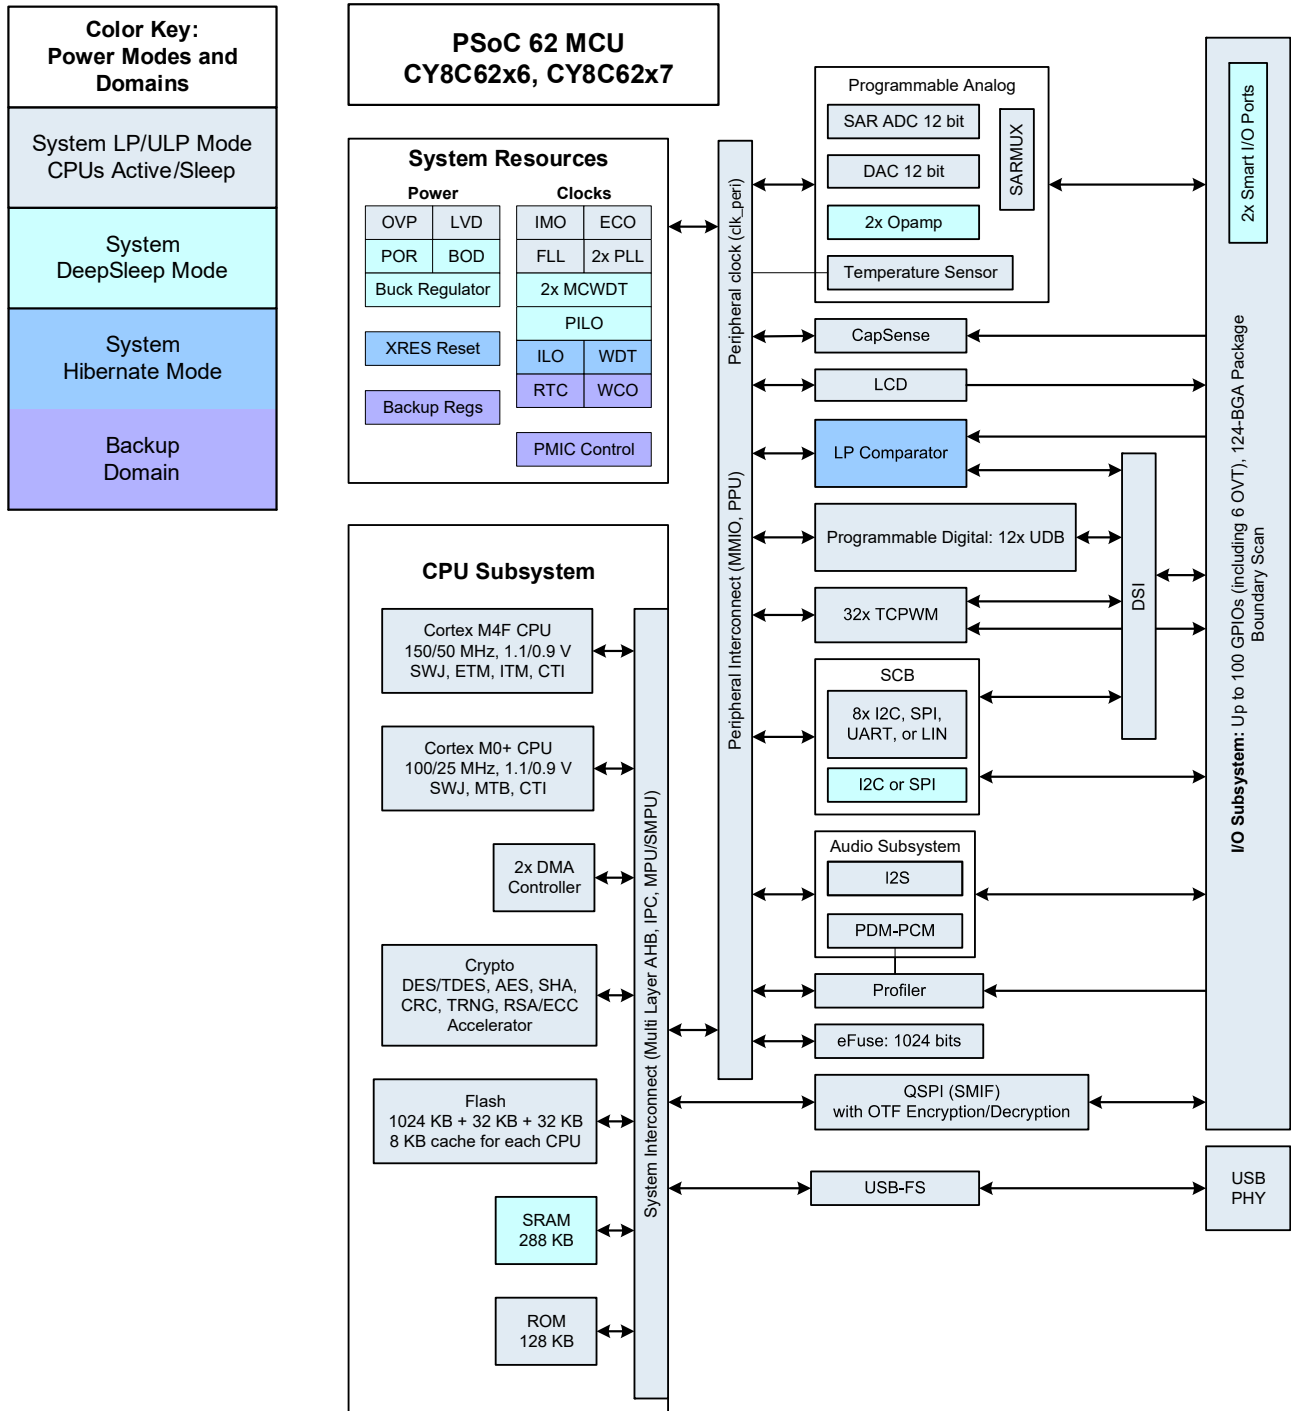 Color Key:
Power Modes and
Domains
System LP/ULP Mode
CPUs Active/Sleep
System
DeepSleep Mode
System
Hibernate Mode
Backup
Domain
PSoC 62 MCU
CY8C62x6, CY8C62x7
System Resources
Power
Clocks
OVP
LVD
POR
BOD
Buck Regulator
XRES Reset
Backup Regs
IMO
ECO
FLL
2x PLL
2x MCWDT
PILO
ILO
WDT
RTC
WCO
PMIC Control
CPU Subsystem
Cortex M4F CPU
150/50 MHz, 1.1/0.9 V
SWJ, ETM, ITM, CTI
Cortex M0+ CPU
100/25 MHz, 1.1/0.9 V
SWJ, MTB, CTI
2x DMA
Controller
Crypto
DES/TDES, AES, SHA,
CRC, TRNG, RSA/ECC
Accelerator
Flash
1024 KB + 32 KB + 32 KB
8 KB cache for each CPU
SRAM
288 KB
ROM
128 KB
System Interconnect (Multi Layer AHB, IPC, MPU/SMPU)
Peripheral Interconnect (MMIO, PPU)
Peripheral clock (clk_peri)
Programmable Analog
SAR ADC 12 bit
DAC 12 bit
2x Opamp
Temperature Sensor
SARMUX
CapSense
LCD
LP Comparator
Programmable Digital: 12x UDB
32x TCPWM
SCB
8x I2C, SPI,
UART, or LIN
I2C or SPI
Audio Subsystem
I2S
PDM-PCM
Profiler
eFuse: 1024 bits
QSPI (SMIF)
with OTF Encryption/Decryption
USB-FS
DSI
2x Smart I/O Ports
I/O Subsystem: Up to 100 GPIOs (including 6 OVT), 124-BGA Package
Boundary Scan
USB
PHY